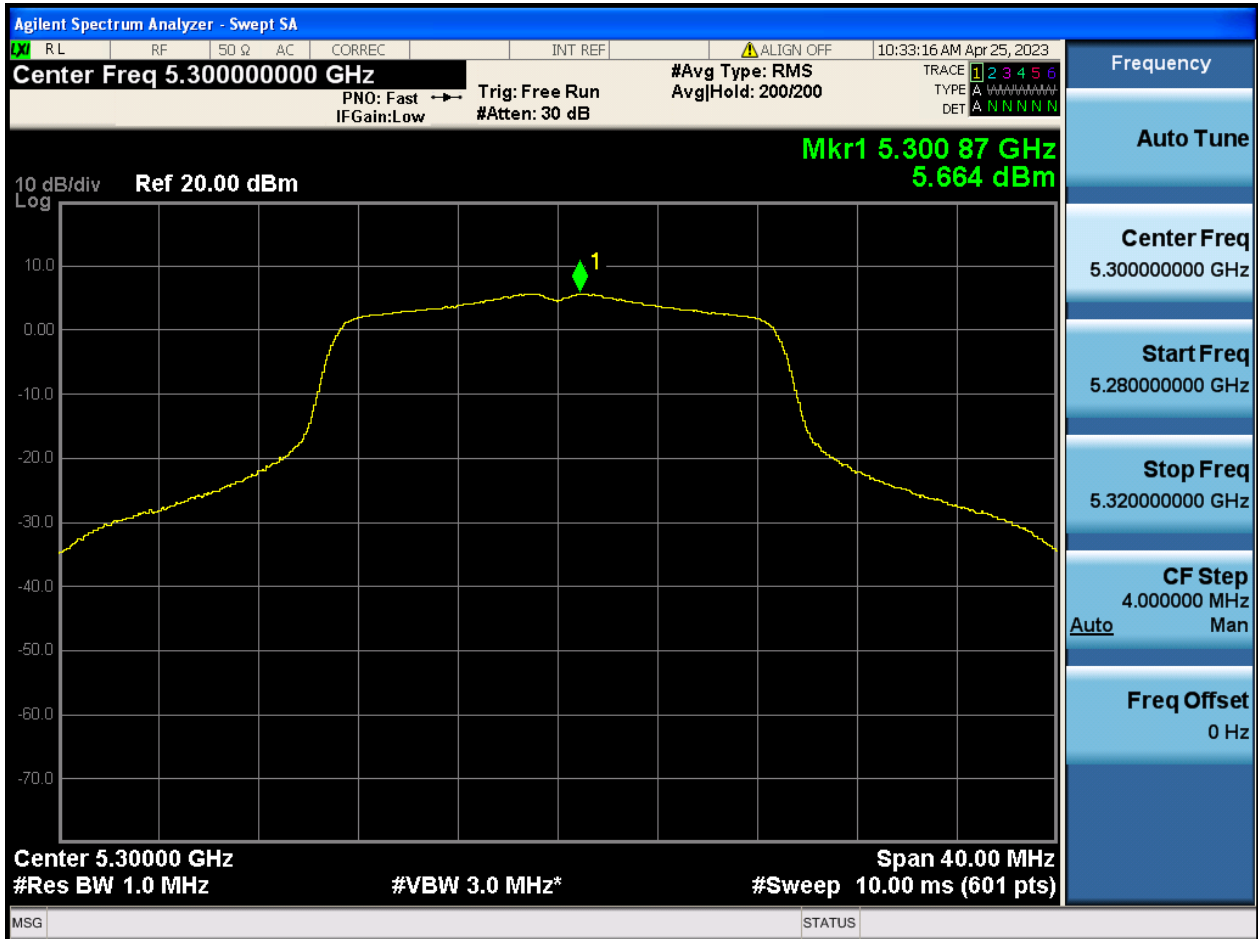 Agilent Spectrum Analyzer - Swept SA
LXI RL RF 50 Ω AC CORREC INT REF ALIGN OFF 10:33:16 AM Apr 25, 2023
Center Freq 5.300000000 GHz
PNO: Fast
IFGain:Low
Trig: Free Run
#Atten: 30 dB
#Avg Type: RMS
Avg|Hold: 200/200
TRACE 1 2 3 4 5 6
TYPE A WWWWW
DET A N N N N N
Mkr1 5.300 87 GHz
5.664 dBm
10 dB/div Ref 20.00 dBm
Log
10.0
0.00
-10.0
-20.0
-30.0
-40.0
-50.0
-60.0
-70.0
1
Center 5.30000 GHz Span 40.00 MHz
#Res BW 1.0 MHz #VBW 3.0 MHz* #Sweep 10.00 ms (601 pts)
MSG STATUS
Frequency
Auto Tune
Center Freq
5.300000000 GHz
Start Freq
5.280000000 GHz
Stop Freq
5.320000000 GHz
CF Step
4.000000 MHz
Auto Man
Freq Offset
0 Hz